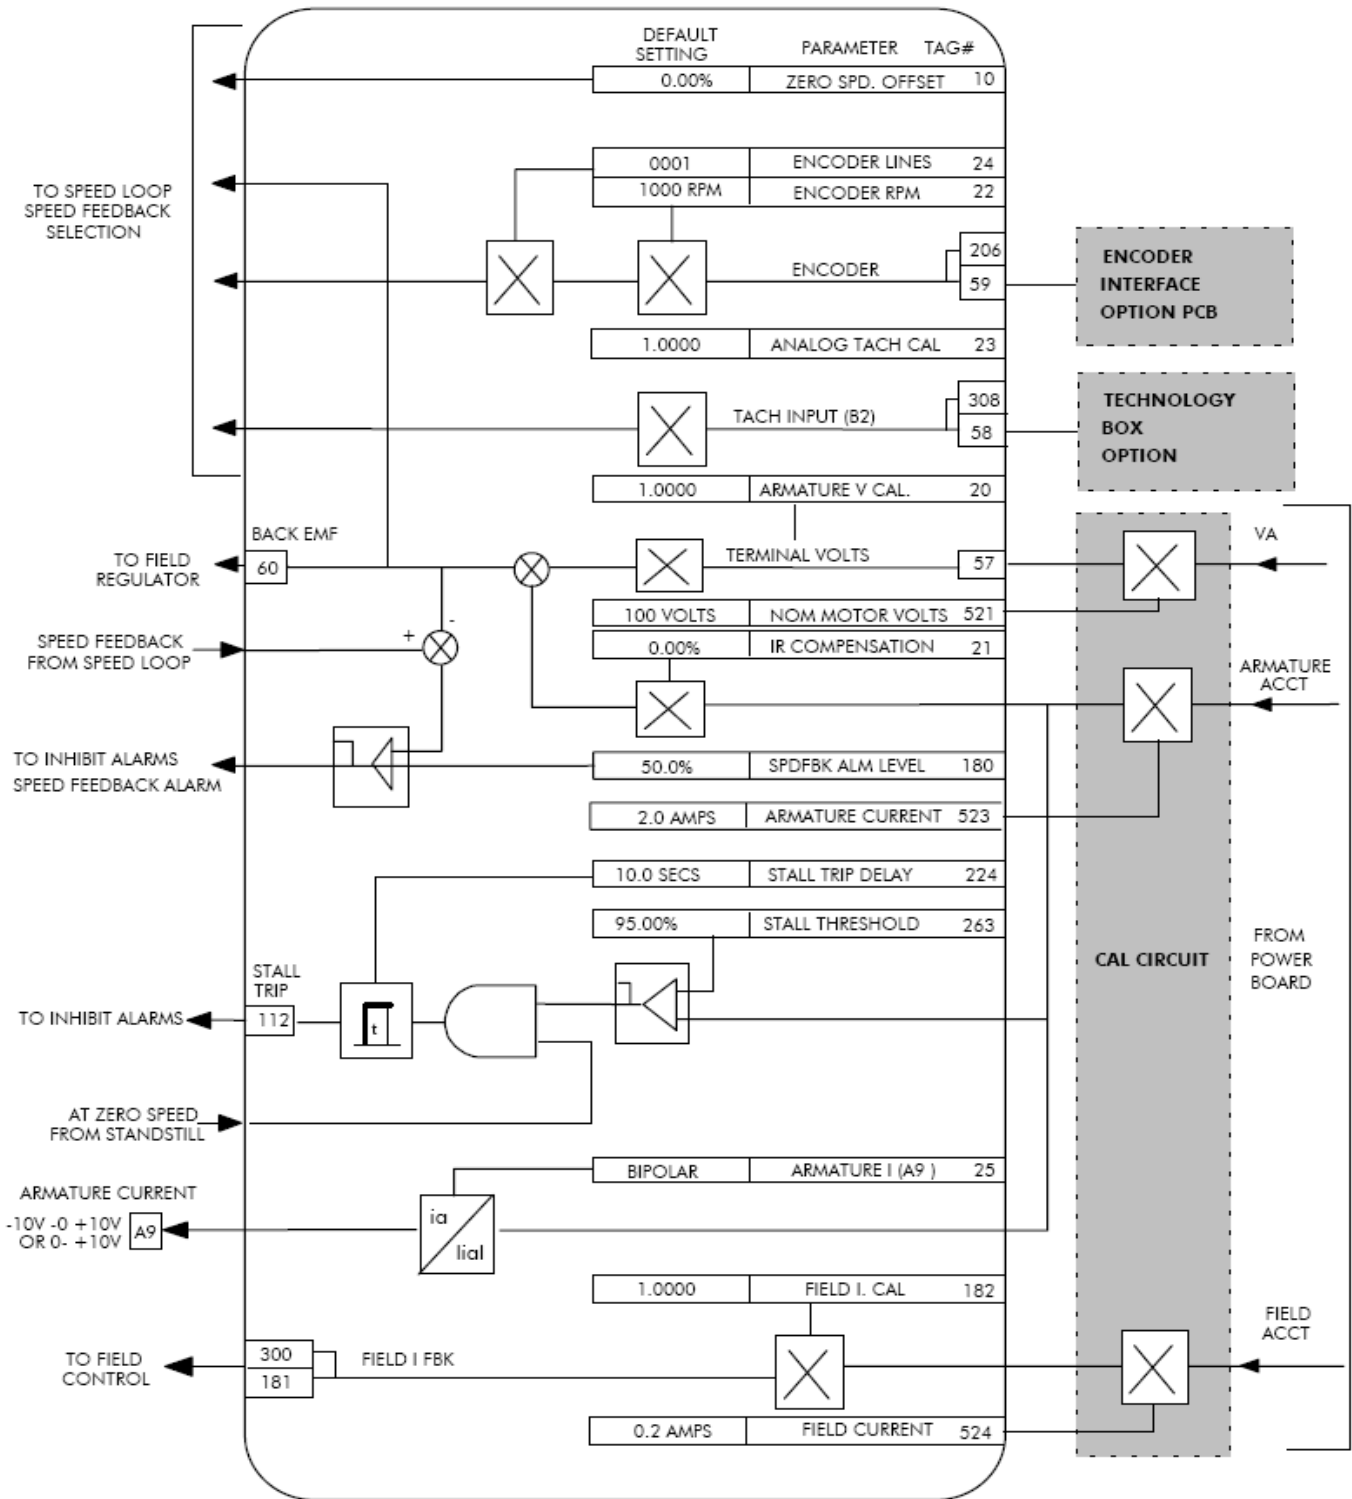 DEFAULT
SETTING
PARAMETER TAG#
0.00% ZERO SPD. OFFSET 10
0001 ENCODER LINES 24
1000 RPM ENCODER RPM 22
TO SPEED LOOP
SPEED FEEDBACK
SELECTION
206
ENCODER
59
ENCODER
INTERFACE
OPTION PCB
1.0000 ANALOG TACH CAL 23
308
TACH INPUT (B2)
58
TECHNOLOGY
BOX
OPTION
1.0000 ARMATURE V CAL. 20
BACK EMF
TO FIELD
REGULATOR
60
TERMINAL VOLTS 57
VA
100 VOLTS NOM MOTOR VOLTS 521
0.00% IR COMPENSATION 21
SPEED FEEDBACK
FROM SPEED LOOP
+
-
ARMATURE
ACCT
TO INHIBIT ALARMS
SPEED FEEDBACK ALARM
50.0% SPDFBK ALM LEVEL 180
2.0 AMPS ARMATURE CURRENT 523
10.0 SECS STALL TRIP DELAY 224
95.00% STALL THRESHOLD 263
CAL CIRCUIT
FROM
POWER
BOARD
STALL
TRIP
TO INHIBIT ALARMS
112
t
AT ZERO SPEED
FROM STANDSTILL
BIPOLAR ARMATURE I (A9 ) 25
ARMATURE CURRENT
-10V -0 +10V
OR 0- +10V
A9
ia
lial
1.0000 FIELD I. CAL 182
FIELD
ACCT
TO FIELD
CONTROL
300
181
FIELD I FBK
0.2 AMPS FIELD CURRENT 524